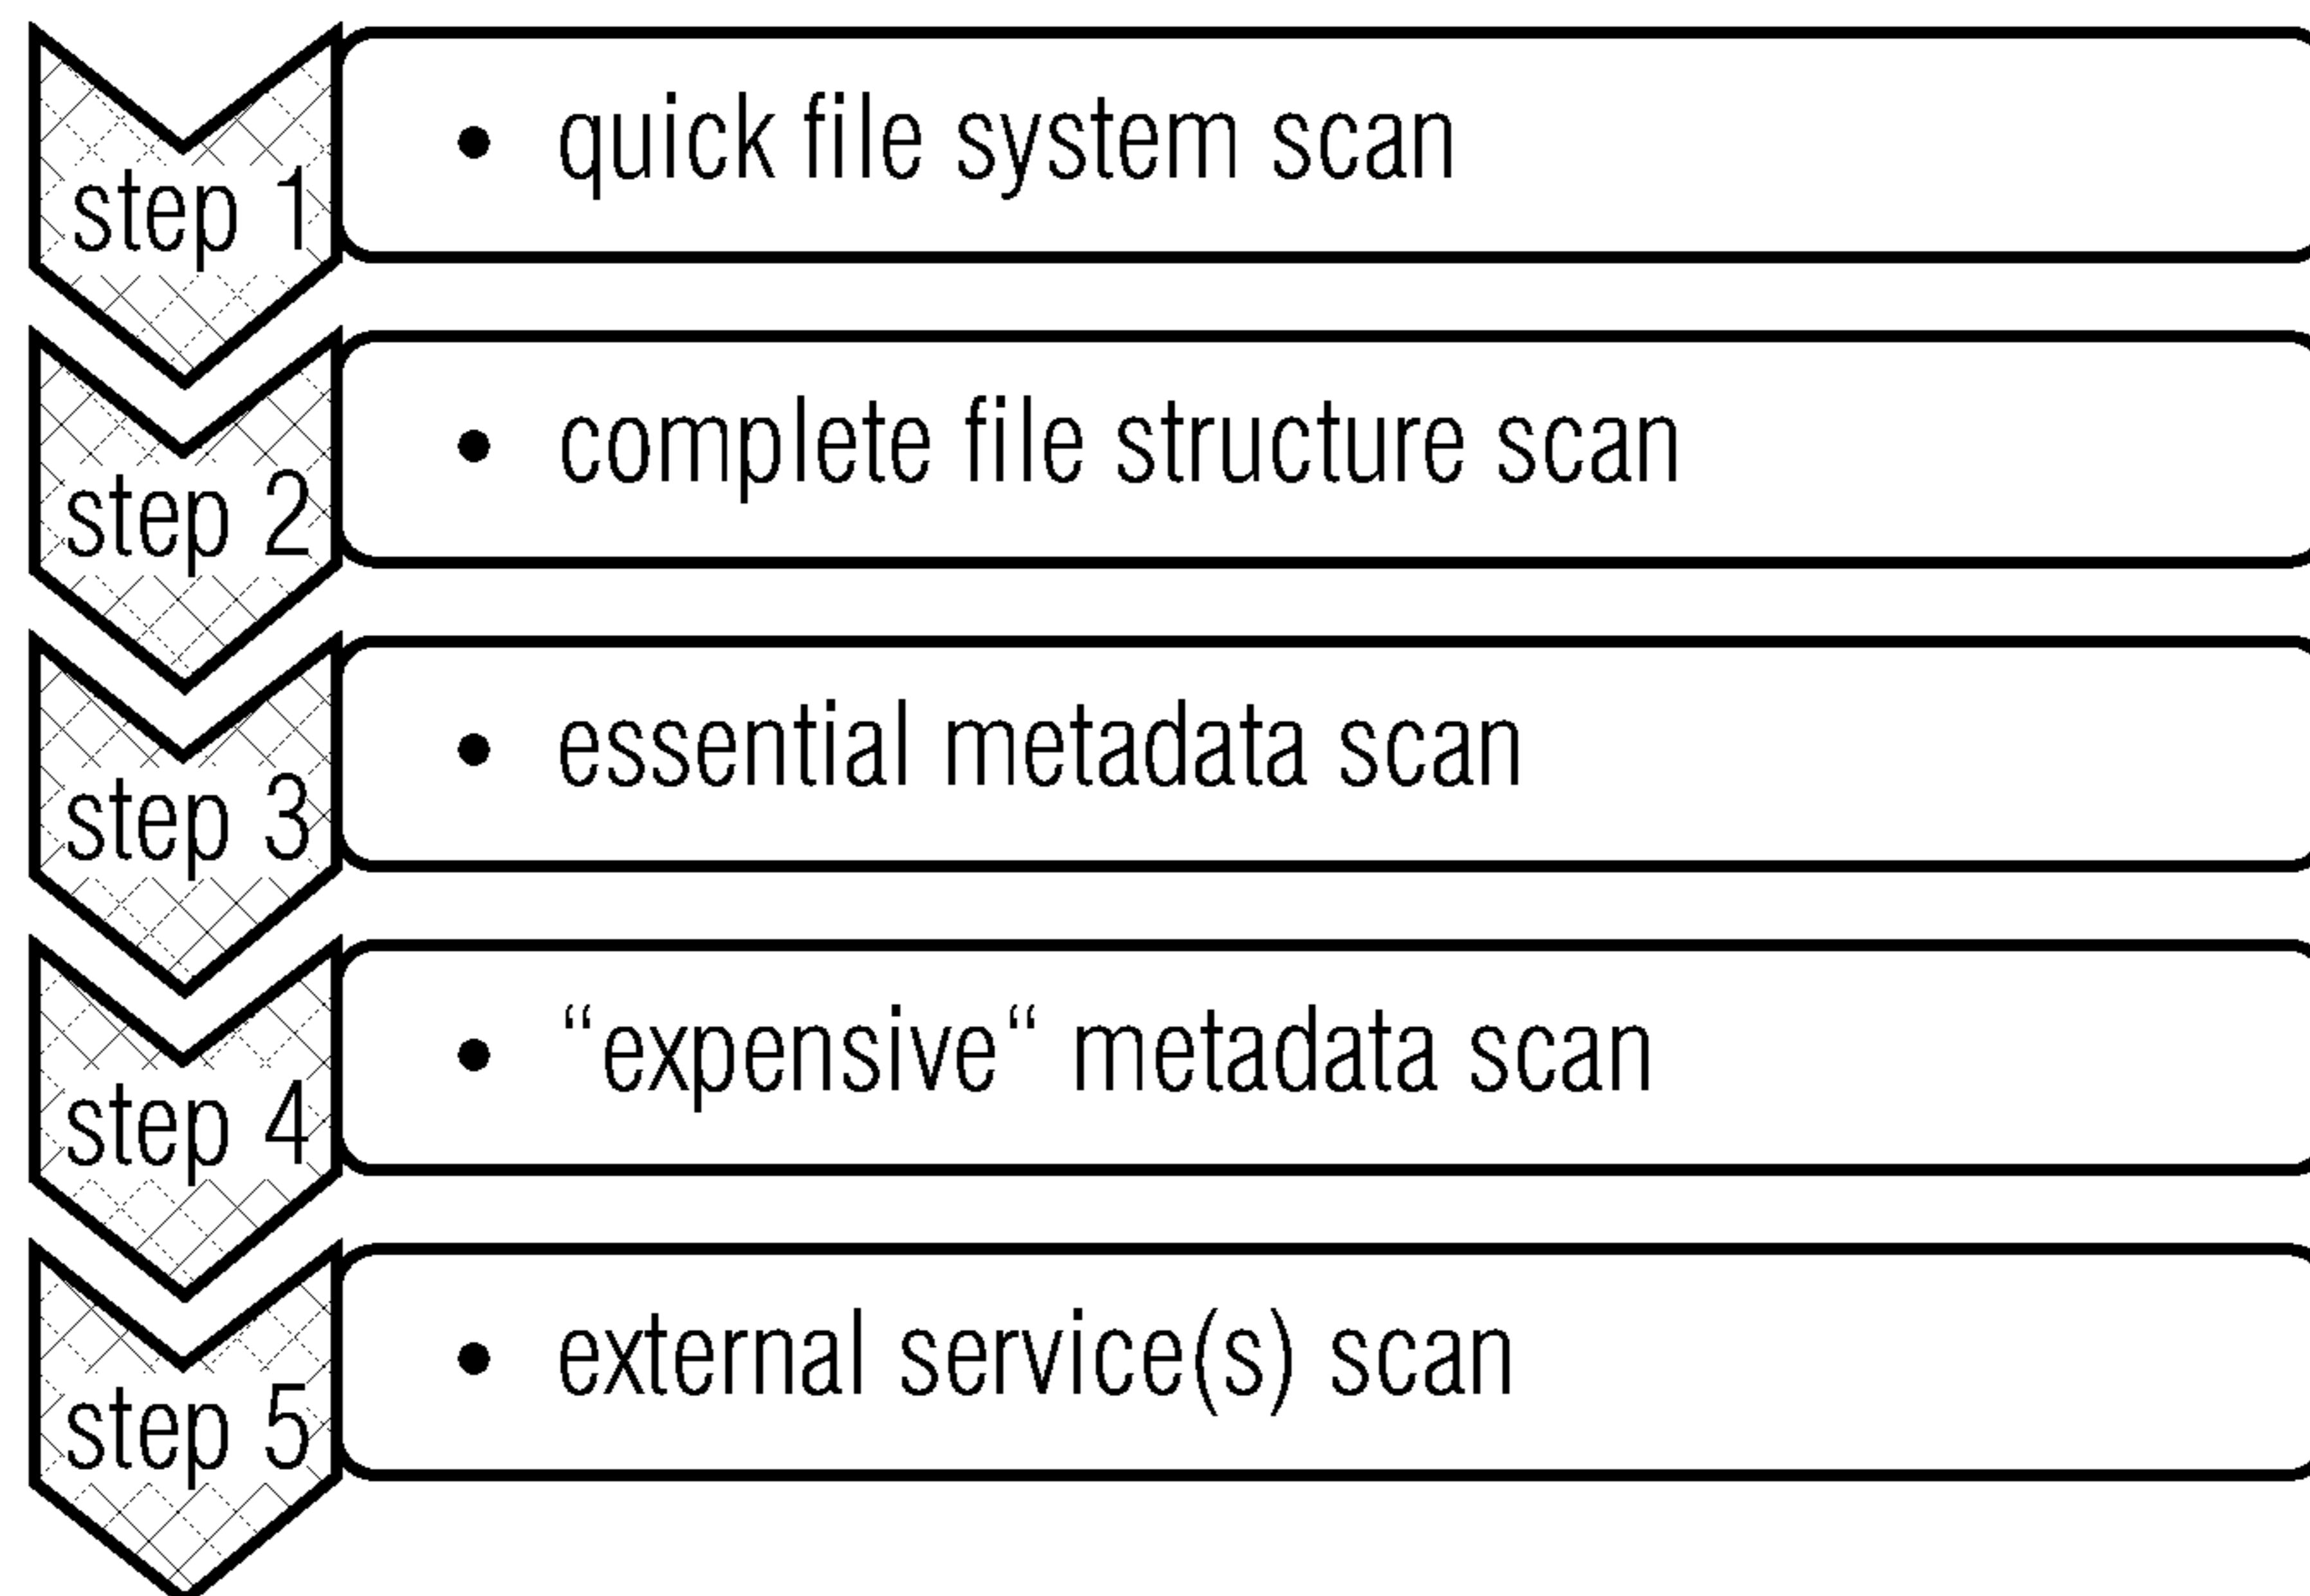 step 1
• quick file system scan
step 2
• complete file structure scan
step 3
• essential metadata scan
step 4
• “expensive“ metadata scan
step 5
• external service(s) scan